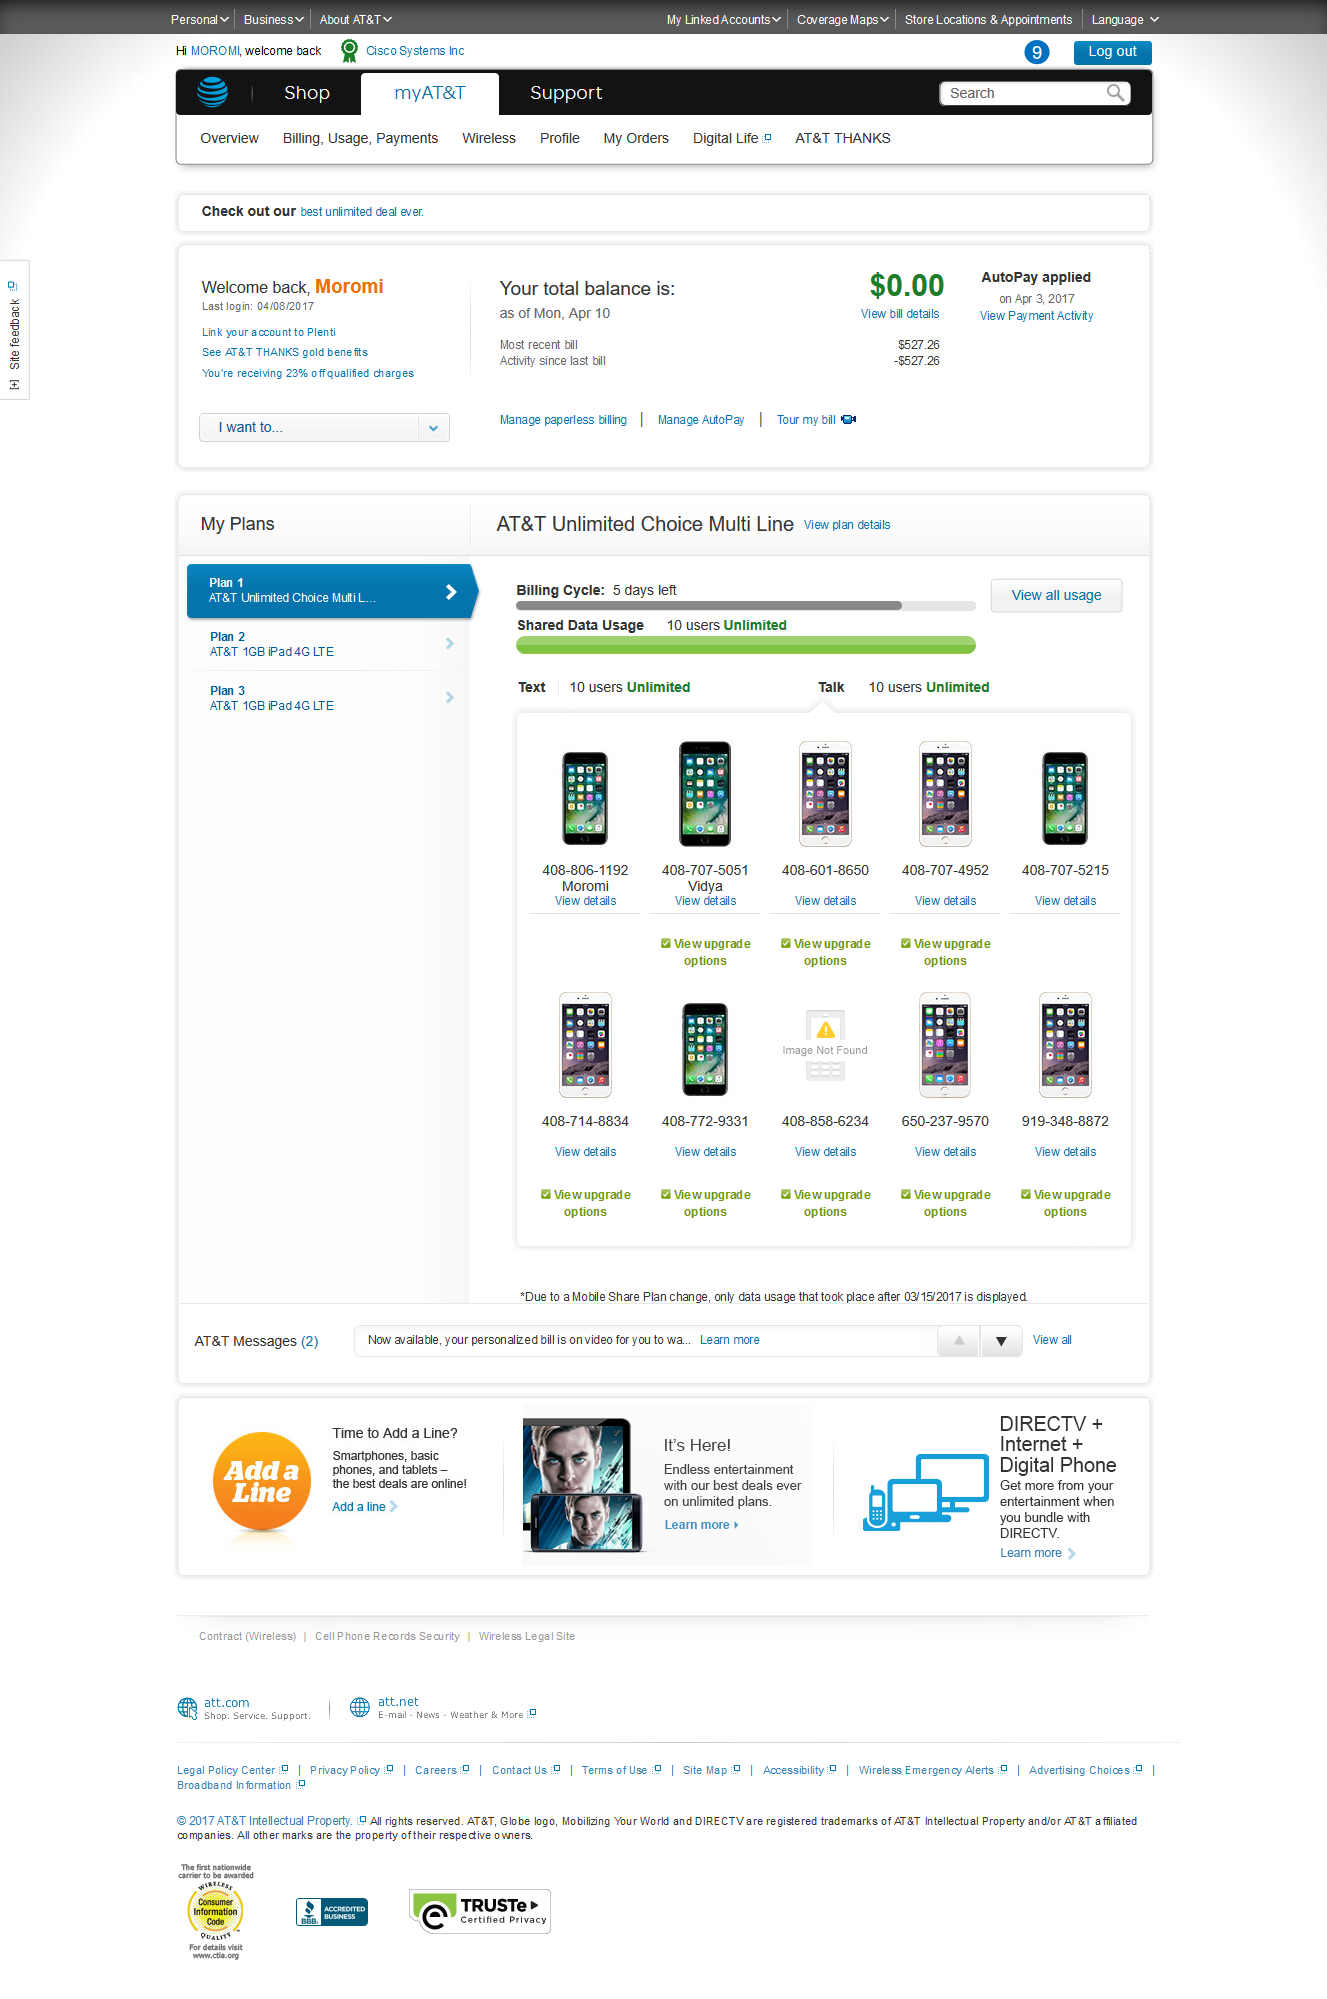 Personal Business About AT&T My Linked Accounts Coverage Maps Store Locations & Appointments Language
Hi MOROMI, welcome back Cisco Systems Inc 9 Log out
Shop myAT&T Support Search
Overview Billing, Usage, Payments Wireless Profile My Orders Digital Life AT&T THANKS
Check out our best unlimited deal ever.
[+] Site feedback
Welcome back, Moromi
Last login: 04/08/2017
Link your account to Plenti
See AT&T THANKS gold benefits
You're receiving 23% off qualified charges
I want to...
Your total balance is: $0.00
as of Mon, Apr 10 View bill details
Most recent bill $527.26
Activity since last bill -$527.26
AutoPay applied
on Apr 3, 2017
View Payment Activity
Manage paperless billing | Manage AutoPay | Tour my bill
My Plans
AT&T Unlimited Choice Multi Line View plan details
Plan 1
AT&T Unlimited Choice Multi L...
Plan 2
AT&T 1GB iPad 4G LTE
Plan 3
AT&T 1GB iPad 4G LTE
Billing Cycle: 5 days left
View all usage
Shared Data Usage 10 users Unlimited
Text 10 users Unlimited Talk 10 users Unlimited
408-806-1192 408-707-5051 408-601-8650 408-707-4952 408-707-5215
Moromi Vidya
View details View details View details View details View details
View upgrade View upgrade View upgrade
options options options
Image Not Found
408-714-8834 408-772-9331 408-858-6234 650-237-9570 919-348-8872
View details View details View details View details View details
View upgrade View upgrade View upgrade View upgrade View upgrade
options options options options options
*Due to a Mobile Share Plan change, only data usage that took place after 03/15/2017 is displayed.
AT&T Messages (2) Now available, your personalized bill is on video for you to wa... Learn more View all
Add a
Line
Time to Add a Line?
Smartphones, basic
phones, and tablets –
the best deals are online!
Add a line
It's Here!
Endless entertainment
with our best deals ever
on unlimited plans.
Learn more
DIRECTV +
Internet +
Digital Phone
Get more from your
entertainment when
you bundle with
DIRECTV.
Learn more
Contract (Wireless) | Cell Phone Records Security | Wireless Legal Site
att.com
Shop. Service. Support.
att.net
E-mail - News - Weather & More
Legal Policy Center | Privacy Policy | Careers | Contact Us | Terms of Use | Site Map | Accessibility | Wireless Emergency Alerts | Advertising Choices |
Broadband Information
© 2017 AT&T Intellectual Property. All rights reserved. AT&T, Globe logo, Mobilizing Your World and DIRECTV are registered trademarks of AT&T Intellectual Property and/or AT&T affiliated
companies. All other marks are the property of their respective owners.
The first nationwide
carrier to be awarded
WIRELESS
Consumer
Information
Code
QUALITY
For details visit
www.ctia.org
BBB. ACCREDITED
BUSINESS
TRUSTe
Certified Privacy